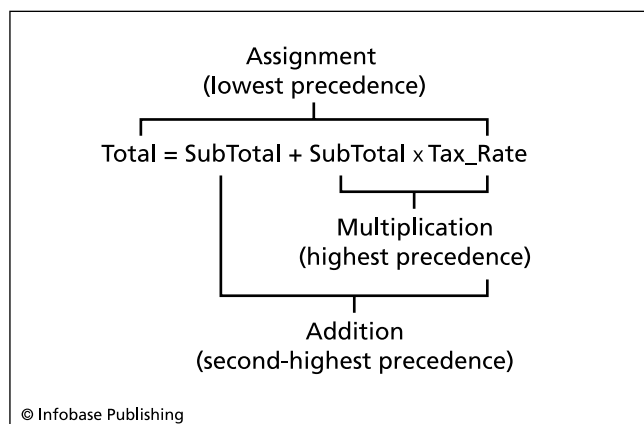 Assignment
(lowest precedence)
Total = SubTotal + SubTotal x Tax_Rate
Multiplication
(highest precedence)
Addition
(second-highest precedence)
© Infobase Publishing